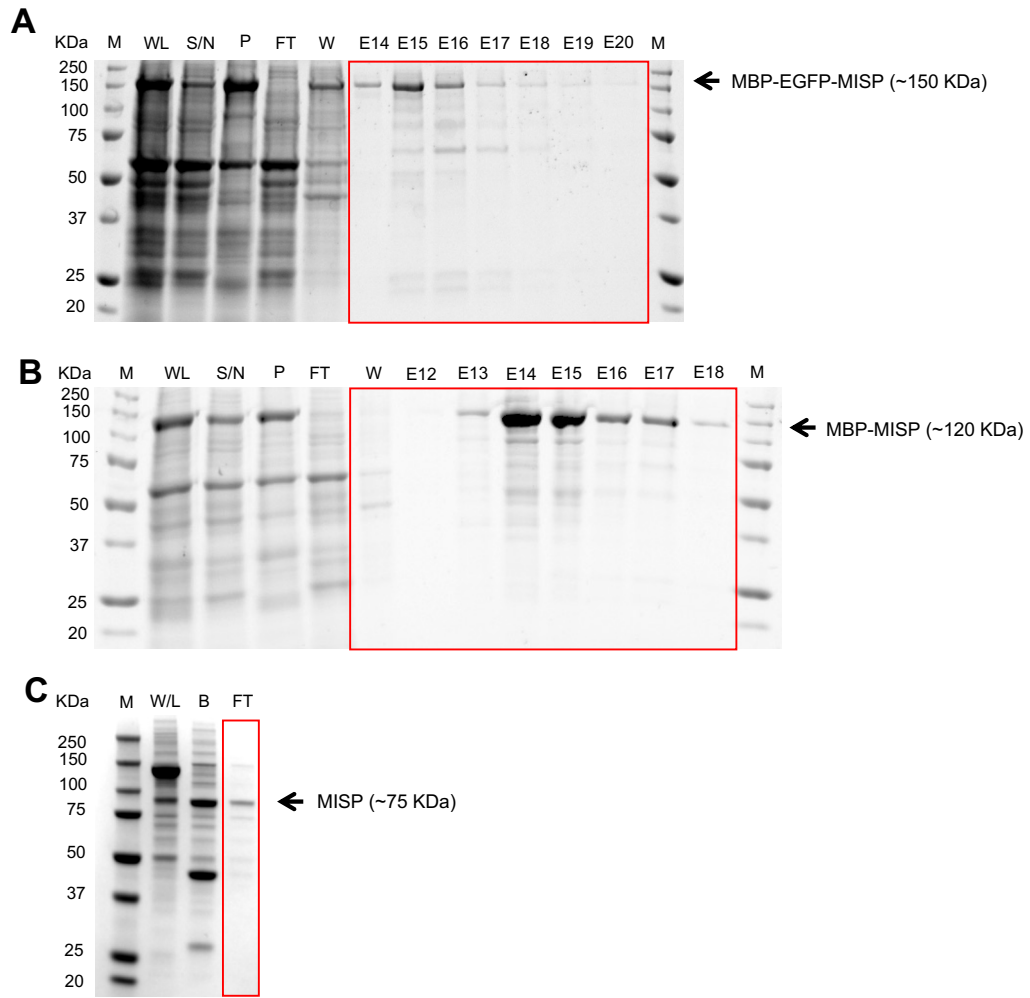 A
KDa M WL S/N P FT W E14 E15 E16 E17 E18 E19 E20 M
250
150
100
75
50
37
25
20
MBP-EGFP-MISP (~150 KDa)
B
KDa M WL S/N P FT W E12 E13 E14 E15 E16 E17 E18 M
250
150
100
75
50
37
25
20
MBP-MISP (~120 KDa)
C
KDa M W/L B FT
250
150
100
75
50
37
25
20
MISP (~75 KDa)